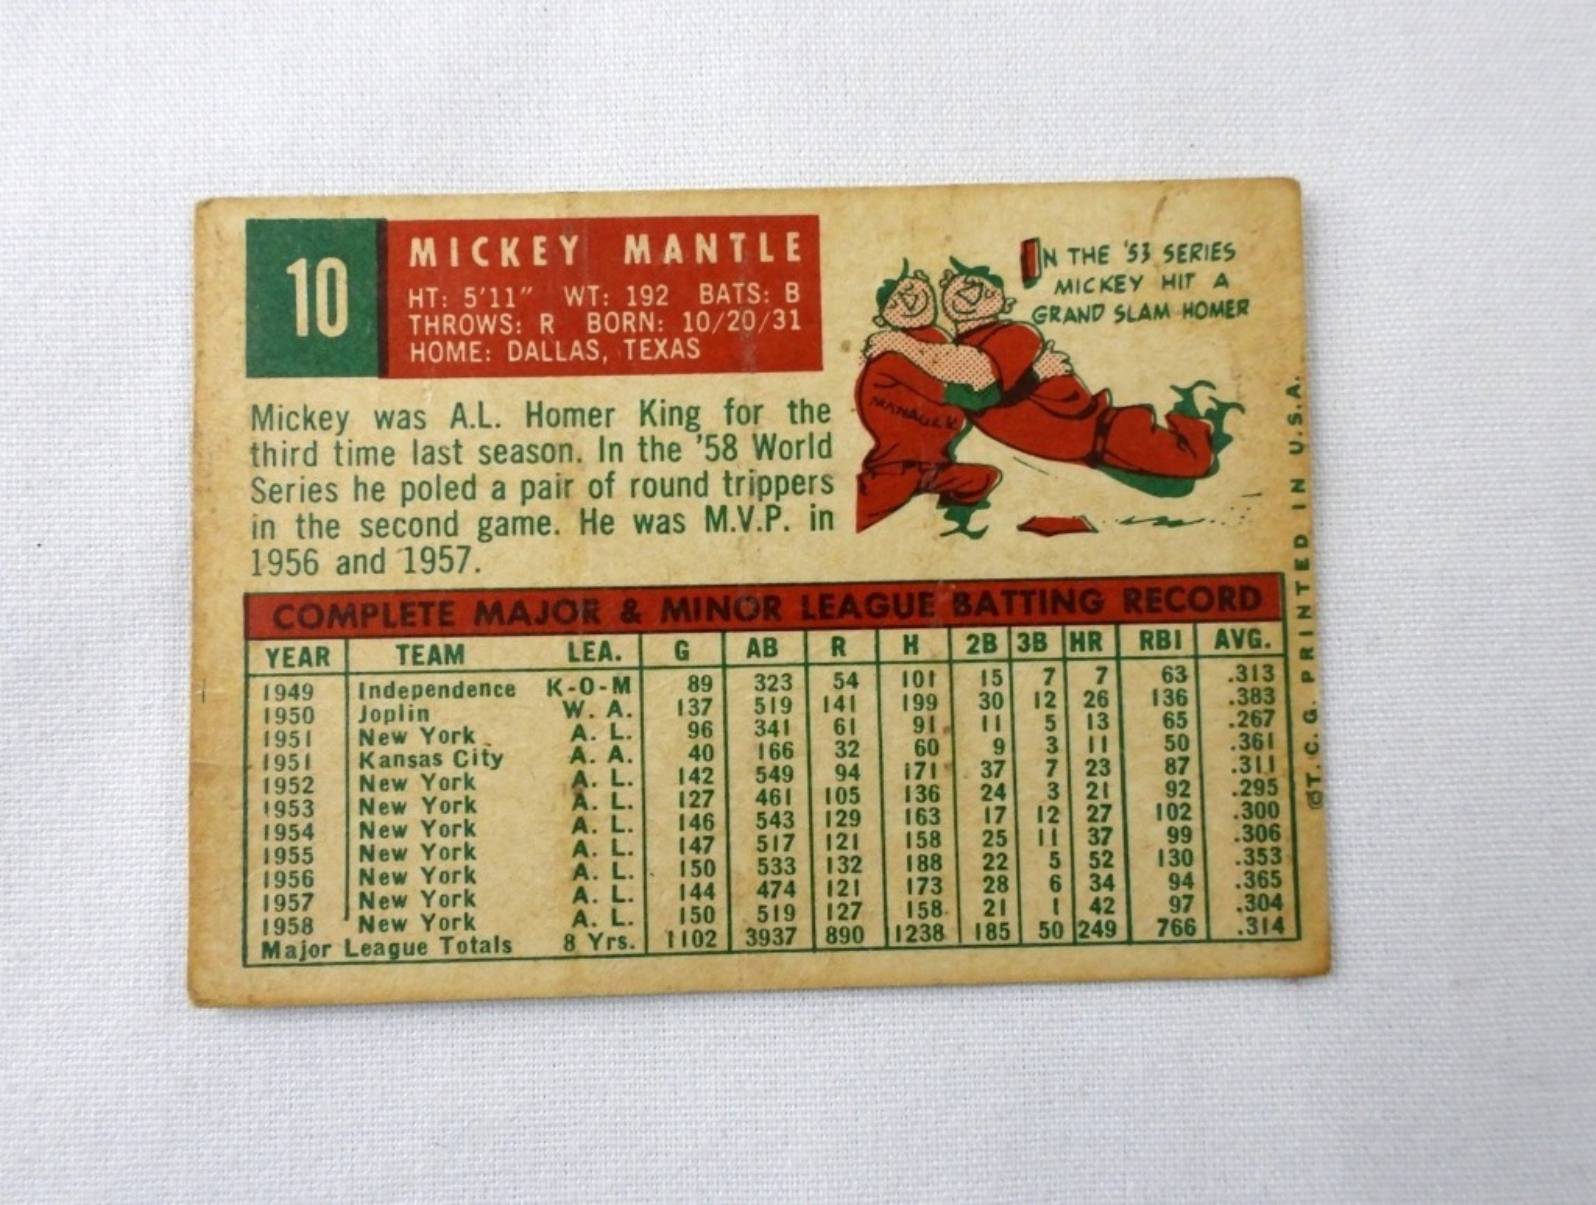 10
MICKEY MANTLE
HT: 5'11" WT: 192 BATS: B
THROWS: R BORN: 10/20/31
HOME: DALLAS, TEXAS
IN THE '53 SERIES
MICKEY HIT A
GRAND SLAM HOMER
MANAGER
Mickey was A.L. Homer King for the
third time last season. In the '58 World
Series he poled a pair of round trippers
in the second game. He was M.V.P. in
1956 and 1957.
COMPLETE MAJOR & MINOR LEAGUE BATTING RECORD
YEAR TEAM LEA. G AB R H 2B 3B HR RBI AVG.
1949 Independence K-O-M 89 323 54 101 15 7 7 63 .313
1950 Joplin W. A. 137 519 141 199 30 12 26 136 .383
1951 New York A. L. 96 341 61 91 11 5 13 65 .267
1951 Kansas City A. A. 40 166 32 60 9 3 11 50 .361
1952 New York A. L. 142 549 94 171 37 7 23 87 .311
1953 New York A. L. 127 461 105 136 24 3 21 92 .295
1954 New York A. L. 146 543 129 163 17 12 27 102 .300
1955 New York A. L. 147 517 121 158 25 11 37 99 .306
1956 New York A. L. 150 533 132 188 22 5 52 130 .353
1957 New York A. L. 144 474 121 173 28 6 34 94 .365
1958 New York A. L. 150 519 127 158 21 1 42 97 .304
Major League Totals 8 Yrs. 1102 3937 890 1238 185 50 249 766 .314
©T. C. G. PRINTED IN U.S.A.